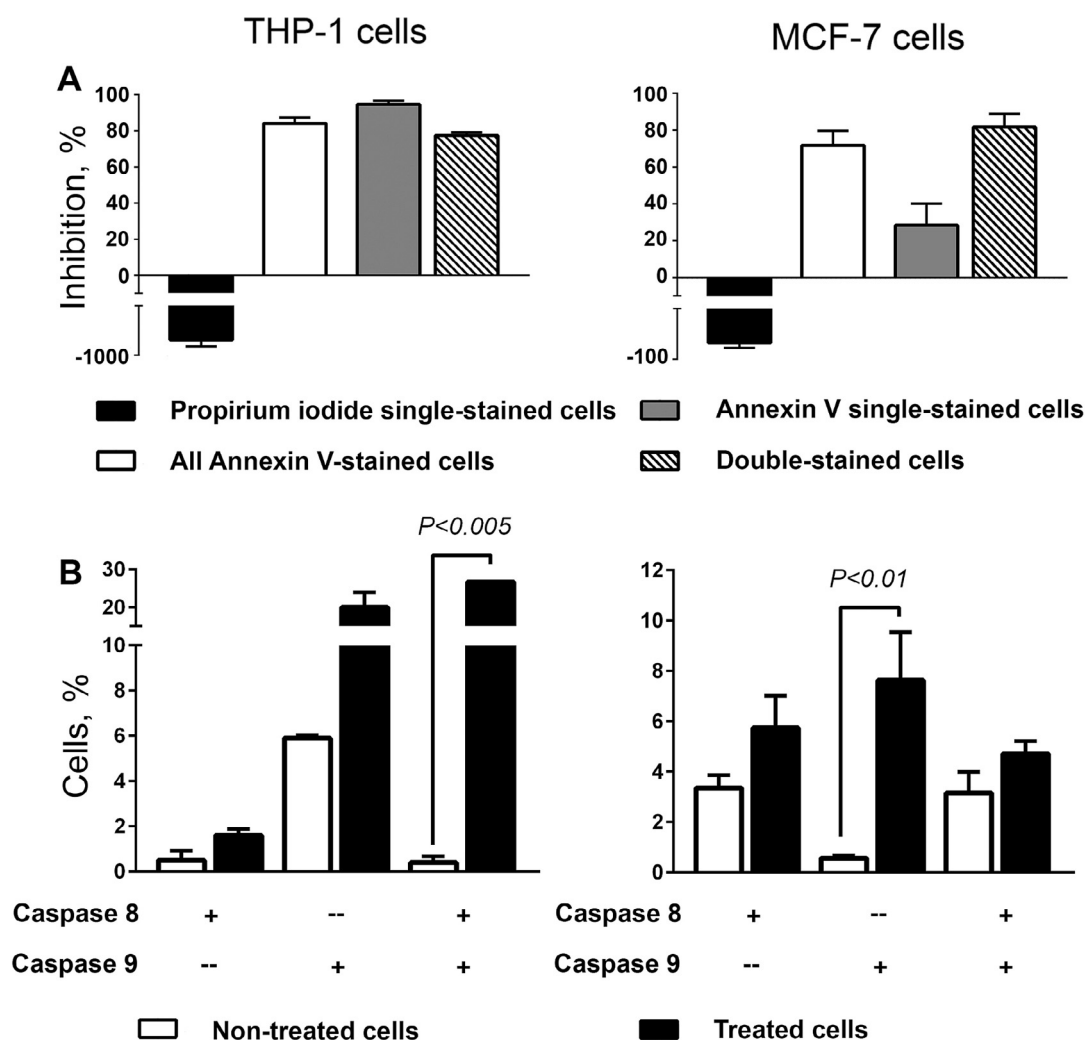 THP-1 cells
MCF-7 cells
A
Inhibition, %
100
80
60
40
20
0
-1000
100
80
60
40
20
0
-100
Propirium iodide single-stained cells
Annexin V single-stained cells
All Annexin V-stained cells
Double-stained cells
B
Cells, %
P<0.005
30
20
10
8
6
4
2
0
P<0.01
12
10
8
6
4
2
0
Caspase 8 + -- +
Caspase 9 -- + +
Caspase 8 + -- +
Caspase 9 -- + +
Non-treated cells
Treated cells